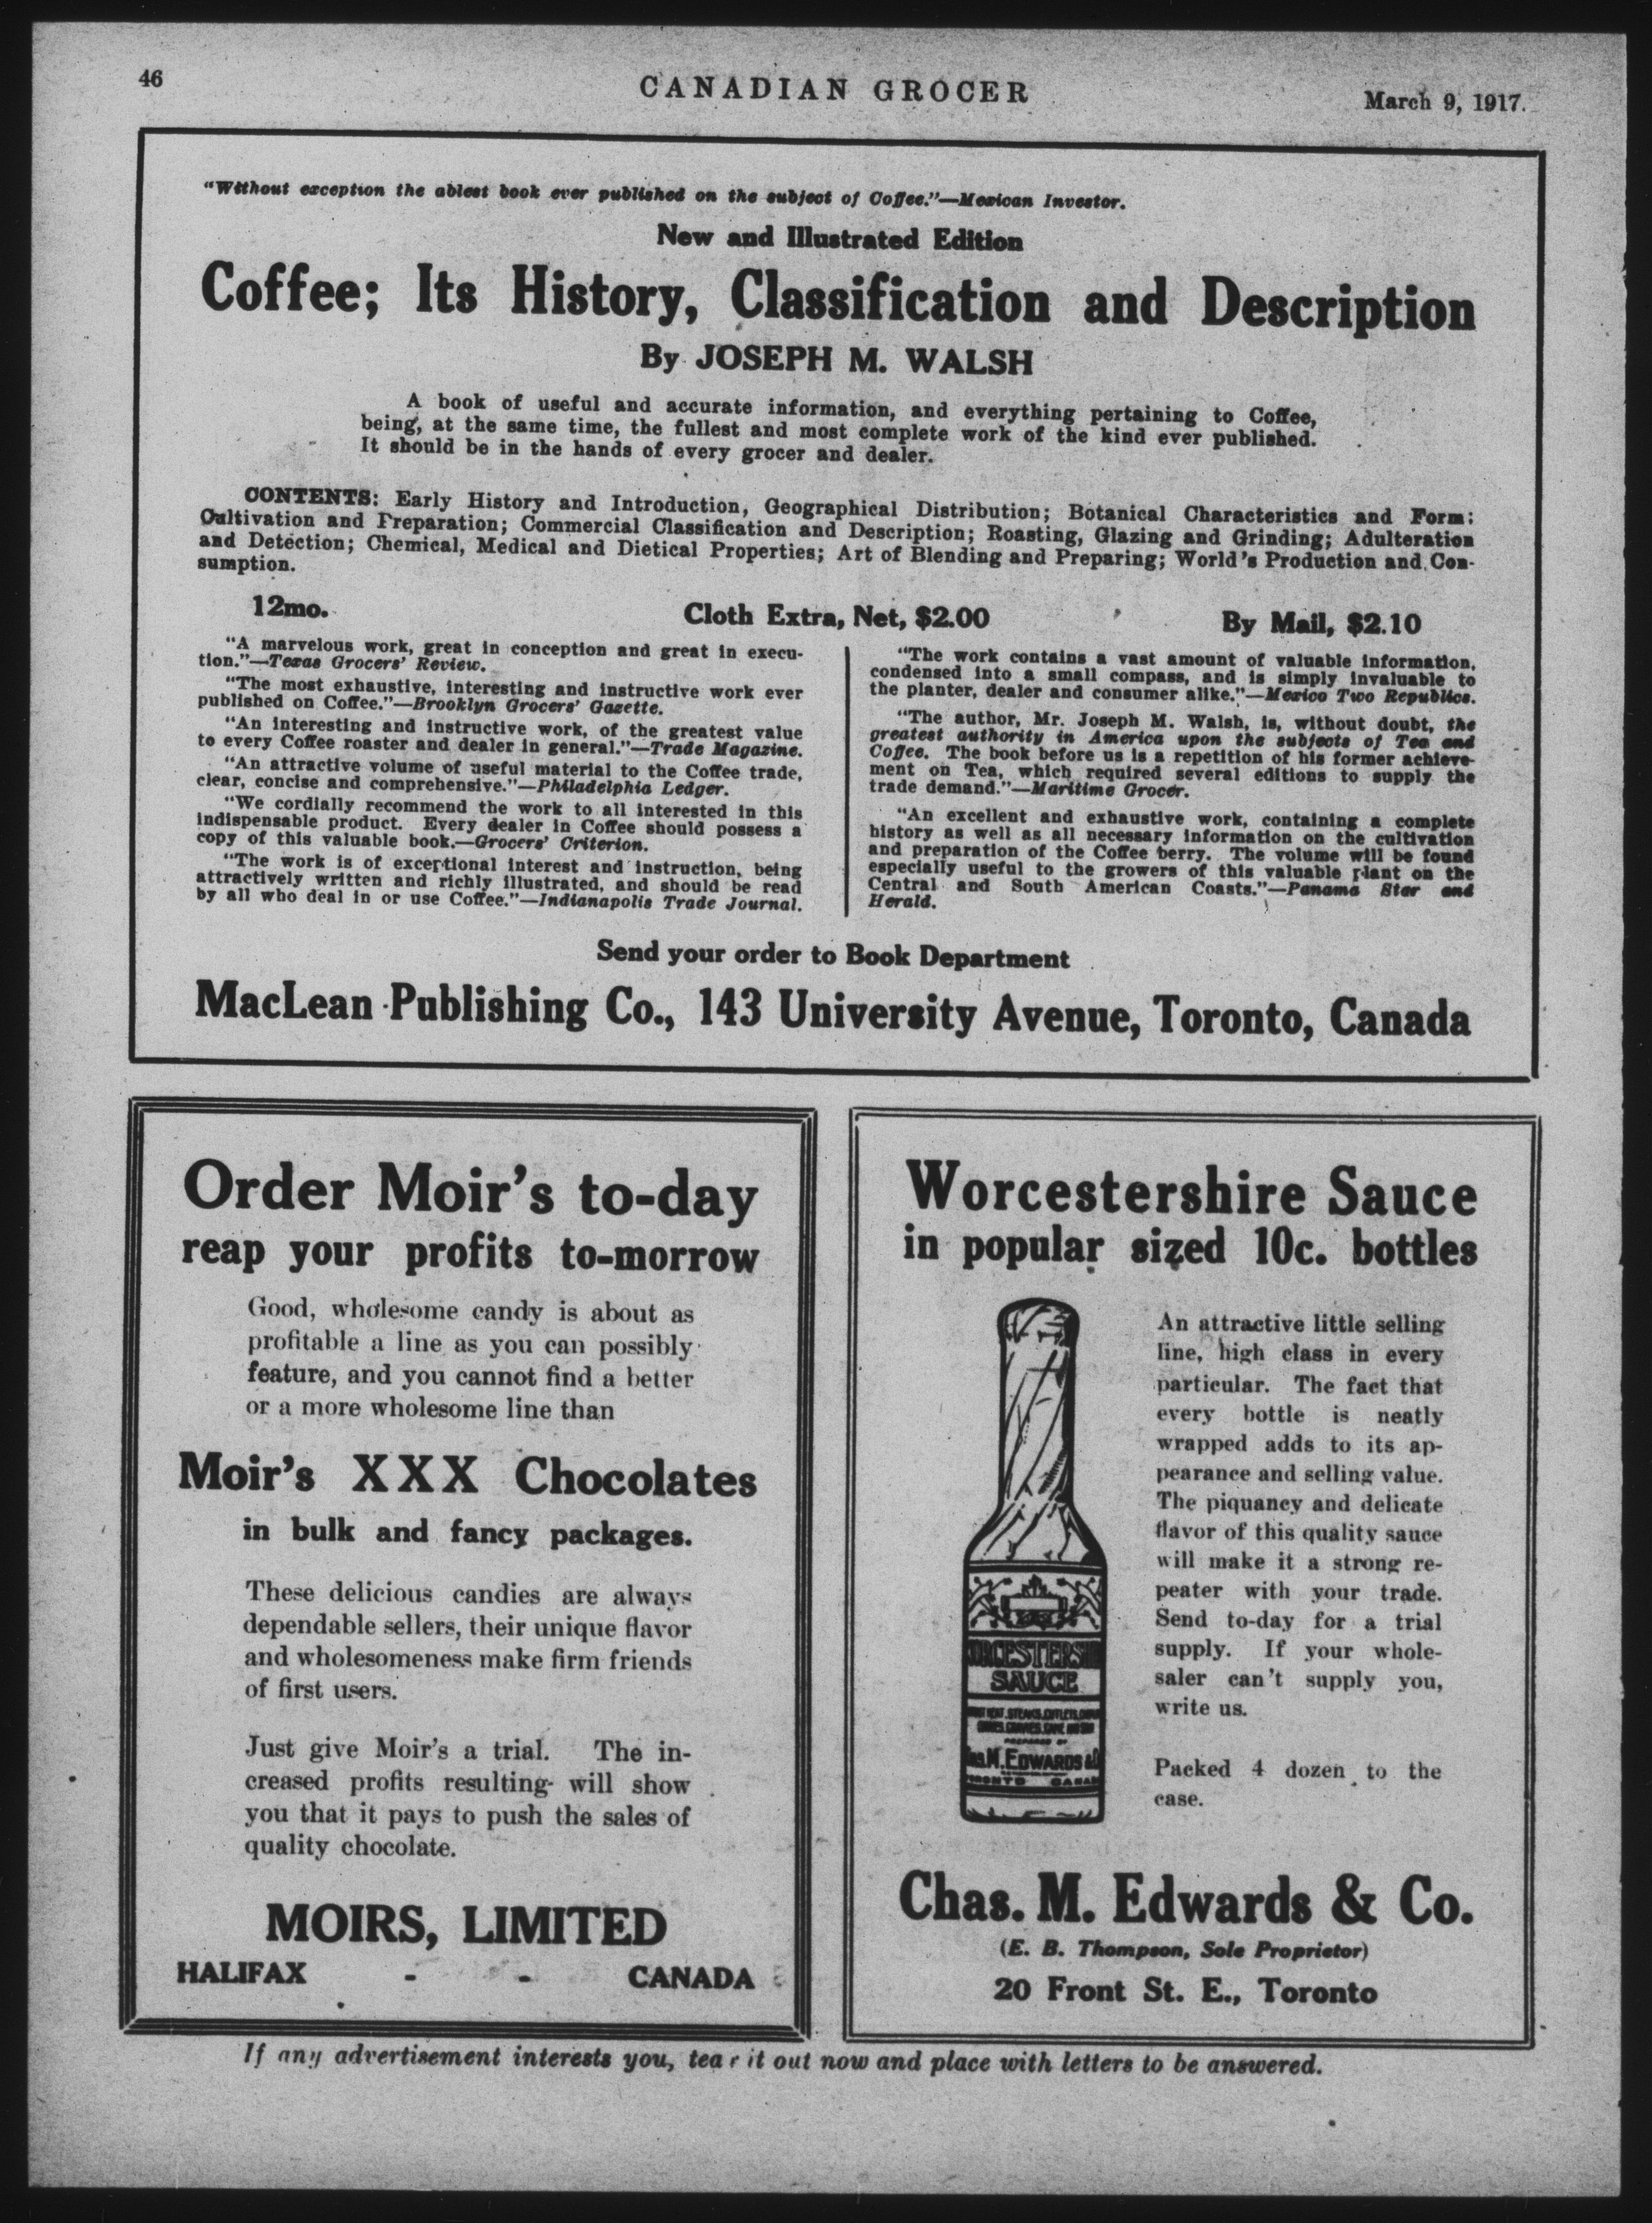 46
CANADIAN GROCER
March 9, 1917.
"Without exception the ablest book ever published on the subject of Coffee."—Mexican Investor.
New and Illustrated Edition
Coffee; Its History, Classification and Description
By JOSEPH M. WALSH
A book of useful and accurate information, and everything pertaining to Coffee,
being, at the same time, the fullest and most complete work of the kind ever published.
It should be in the hands of every grocer and dealer.
CONTENTS: Early History and Introduction, Geographical Distribution; Botanical Characteristics and Form;
Cultivation and Preparation; Commercial Classification and Description; Roasting, Glazing and Grinding; Adulteration
and Detection; Chemical, Medical and Dietical Properties; Art of Blending and Preparing; World's Production and Con-
sumption.
12mo.
Cloth Extra, Net, $2.00
By Mail, $2.10
"A marvelous work, great in conception and great in execu-
tion."—Texas Grocers' Review.
"The most exhaustive, interesting and instructive work ever
published on Coffee."—Brooklyn Grocers' Gazette.
"An interesting and instructive work, of the greatest value
to every Coffee roaster and dealer in general."—Trade Magazine.
"An attractive volume of useful material to the Coffee trade,
clear, concise and comprehensive."—Philadelphia Ledger.
"We cordially recommend the work to all interested in this
indispensable product. Every dealer in Coffee should possess a
copy of this valuable book.—Grocers' Criterion.
"The work is of exceptional interest and instruction, being
attractively written and richly illustrated, and should be read
by all who deal in or use Coffee."—Indianapolis Trade Journal.
"The work contains a vast amount of valuable information,
condensed into a small compass, and is simply invaluable to
the planter, dealer and consumer alike."—Mexico Two Republics.
"The author, Mr. Joseph M. Walsh, is, without doubt, the
greatest authority in America upon the subjects of Tea and
Coffee. The book before us is a repetition of his former achieve-
ment on Tea, which required several editions to supply the
trade demand."—Maritime Grocer.
"An excellent and exhaustive work, containing a complete
history as well as all necessary information on the cultivation
and preparation of the Coffee berry. The volume will be found
especially useful to the growers of this valuable plant on the
Central and South American Coasts."—Panama Star and
Herald.
Send your order to Book Department
MacLean Publishing Co., 143 University Avenue, Toronto, Canada
Order Moir's to-day
reap your profits to-morrow
Good, wholesome candy is about as
profitable a line as you can possibly
feature, and you cannot find a better
or a more wholesome line than
Moir's XXX Chocolates
in bulk and fancy packages.
These delicious candies are always
dependable sellers, their unique flavor
and wholesomeness make firm friends
of first users.
Just give Moir's a trial. The in-
creased profits resulting will show
you that it pays to push the sales of
quality chocolate.
MOIRS, LIMITED
HALIFAX - - CANADA
Worcestershire Sauce
in popular sized 10c. bottles
An attractive little selling
line, high class in every
particular. The fact that
every bottle is neatly
wrapped adds to its ap-
pearance and selling value.
The piquancy and delicate
flavor of this quality sauce
will make it a strong re-
peater with your trade.
Send to-day for a trial
supply. If your whole-
saler can't supply you,
write us.
Packed 4 dozen to the
case.
ORCESTERSH
SAUCE
PREPARED BY
M. EDWARDS &
Chas. M. Edwards & Co.
(E. B. Thompson, Sole Proprietor)
20 Front St. E., Toronto
If any advertisement interests you, tear it out now and place with letters to be answered.